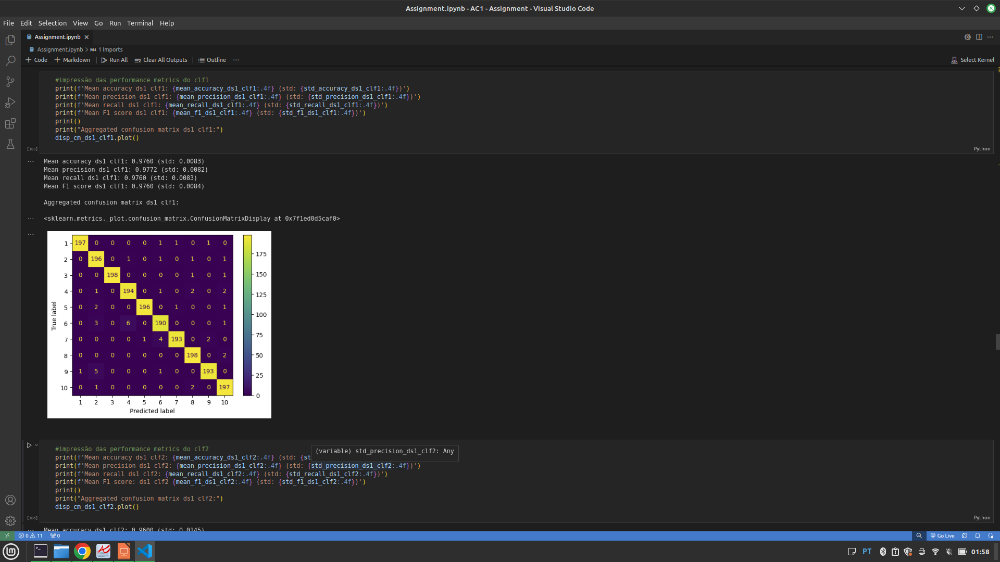 Assignment.ipynb - AC1 - Assignment - Visual Studio Code
File Edit Selection View Go Run Terminal Help
Assignment.ipynb
Assignment.ipynb > M↓ 1 Imports
+ Code + Markdown | Run All Clear All Outputs | Outline ...
Select Kernel
#impressão das performance metrics do clf1
print(f'Mean accuracy ds1 clf1: {mean_accuracy_ds1_clf1:.4f} (std: {std_accuracy_ds1_clf1:.4f})')
print(f'Mean precision ds1 clf1: {mean_precision_ds1_clf1:.4f} (std: {std_precision_ds1_clf1:.4f})')
print(f'Mean recall ds1 clf1: {mean_recall_ds1_clf1:.4f} (std: {std_recall_ds1_clf1:.4f})')
print(f'Mean F1 score ds1 clf1: {mean_f1_ds1_clf1:.4f} (std: {std_f1_ds1_clf1:.4f})')
print()
print("Aggregated confusion matrix ds1 clf1:")
disp_cm_ds1_clf1.plot()
[385]
Python
Mean accuracy ds1 clf1: 0.9760 (std: 0.0083)
Mean precision ds1 clf1: 0.9772 (std: 0.0082)
Mean recall ds1 clf1: 0.9760 (std: 0.0083)
Mean F1 score ds1 clf1: 0.9760 (std: 0.0084)
Aggregated confusion matrix ds1 clf1:
<sklearn.metrics._plot.confusion_matrix.ConfusionMatrixDisplay at 0x7f1ed0d5caf0>
True label
1 197 0 0 0 0 1 1 0 1 0
2 0 196 0 1 0 1 0 1 0 1
3 0 0 198 0 0 0 0 1 0 1
4 0 1 0 194 0 1 0 2 0 2
5 0 2 0 0 196 0 1 0 0 1
6 0 3 0 6 0 190 0 0 0 1
7 0 0 0 0 1 4 193 0 2 0
8 0 0 0 0 0 0 0 198 0 2
9 1 5 0 0 0 1 0 0 193 0
10 0 1 0 0 0 0 0 2 0 197
1 2 3 4 5 6 7 8 9 10
Predicted label
175
150
125
100
75
50
25
0
#impressão das performance metrics do clf2
(variable) std_precision_ds1_clf2: Any
print(f'Mean accuracy ds1 clf2: {mean_accuracy_ds1_clf2:.4f} (std: {st
print(f'Mean precision ds1 clf2: {mean_precision_ds1_clf2:.4f} (std: {std_precision_ds1_clf2:.4f})')
print(f'Mean recall ds1 clf2: {mean_recall_ds1_clf2:.4f} (std: {std_recall_ds1_clf2:.4f})')
print(f'Mean F1 score: ds1 clf2 {mean_f1_ds1_clf2:.4f} (std: {std_f1_ds1_clf2:.4f})')
print()
print("Aggregated confusion matrix ds1 clf2:")
disp_cm_ds1_clf2.plot()
[386]
Python
Mean accuracy ds1 clf2: 0.9600 (std: 0.0145)
0 11 0
Go Live
PT 01:58